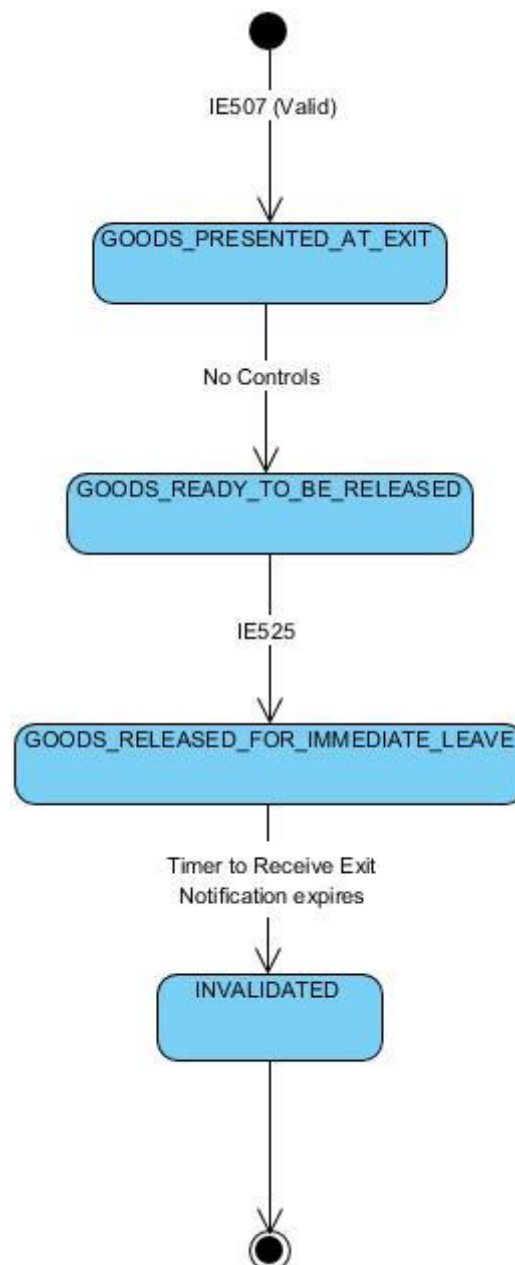 IE507 (Valid)
GOODS_PRESENTED_AT_EXIT
No Controls
GOODS_READY_TO_BE_RELEASED
IE525
GOODS_RELEASED_FOR_IMMEDIATE_LEAVE
Timer to Receive Exit
Notification expires
INVALIDATED